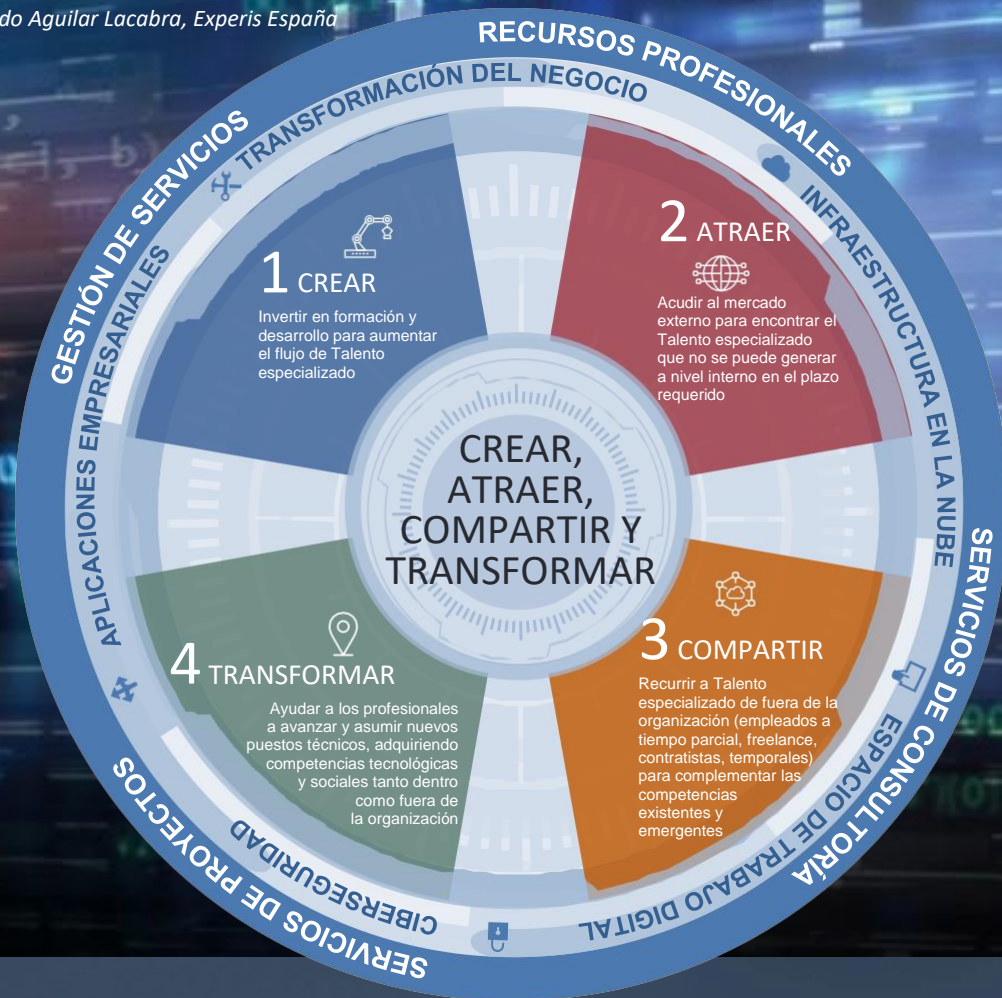 do Aguilar Lacabra, Experis España
RECURSOS PROFESIONALES
TRANSFORMACIÓN DEL NEGOCIO
GESTIÓN DE SERVICIOS
INFRAESTRUCTURA EN LA NUBE
APLICACIONES EMPRESARIALES
1 CREAR
Invertir en formación y
desarrollo para aumentar
el flujo de Talento
especializado
2 ATRAER
Acudir al mercado
externo para encontrar el
Talento especializado
que no se puede generar
a nivel interno en el plazo
requerido
CREAR,
ATRAER,
COMPARTIR Y
TRANSFORMAR
4 TRANSFORMAR
Ayudar a los profesionales
a avanzar y asumir nuevos
puestos técnicos, adquiriendo
competencias tecnológicas
y sociales tanto dentro
como fuera de
la organización
3 COMPARTIR
Recurrir a Talento
especializado de fuera de la
organización (empleados a
tiempo parcial, freelance,
contratistas, temporales)
para complementar las
competencias
existentes y
emergentes
SERVICIOS DE CONSULTORÍA
ESPACIO DE TRABAJO DIGITAL
CIBERSEGURIDAD
SERVICIOS DE PROYECTOS